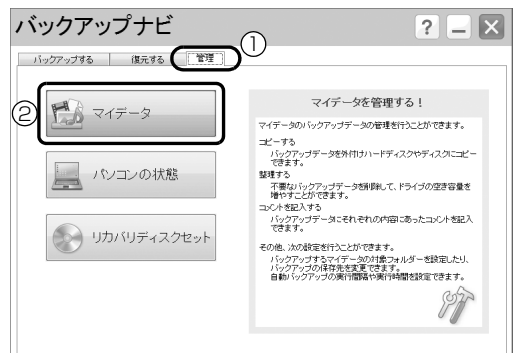 バックアップナビ
? - ×
バックアップする 復元する 管理 ①
② マイデータ
パソコンの状態
リカバリディスクセット
マイデータを管理する！
マイデータのバックアップデータの管理を行うことができます。
コピーする
バックアップデータを外付けハードディスクやディスクにコピー
できます。
整理する
不要なバックアップデータを削除して、ドライブの空き容量を
増やすことができます。
コメントを記入する
バックアップデータにそれぞれの内容にあったコメントを記入
できます。
その他、次の設定を行うことができます。
バックアップするマイデータの対象フォルダーを設定したり、
バックアップの保存先を変更できます。
自動バックアップの実行間隔や実行時間を設定できます。